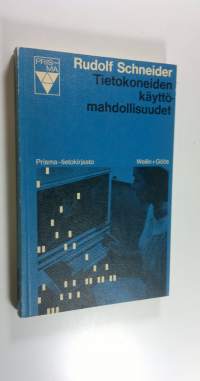 PRIS-
MA
Rudolf Schneider
Tietokoneiden
käyttö-
mahdollisuudet
Prisma-tietokirjasto
Weilin+Göös